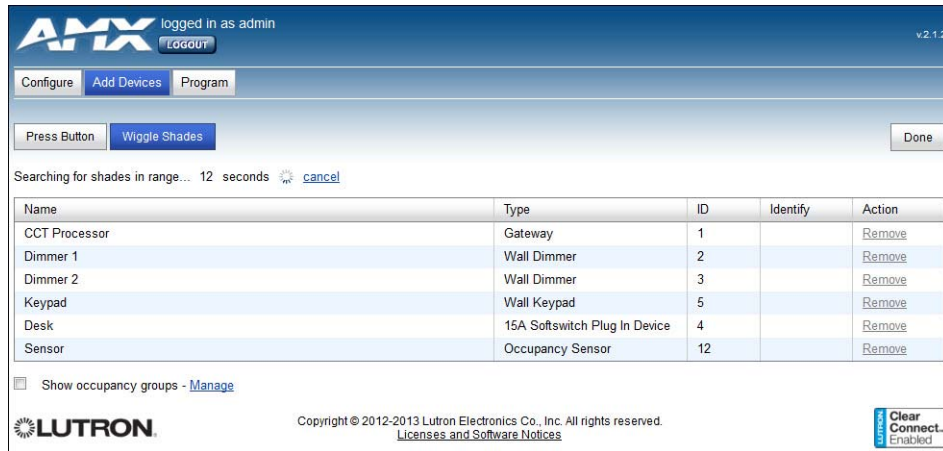 AMX logged in as admin
LOGOUT
v.2.1.2
Configure Add Devices Program
Press Button Wiggle Shades Done
Searching for shades in range... 12 seconds cancel
Name Type ID Identify Action
CCT Processor Gateway 1 Remove
Dimmer 1 Wall Dimmer 2 Remove
Dimmer 2 Wall Dimmer 3 Remove
Keypad Wall Keypad 5 Remove
Desk 15A Softswitch Plug In Device 4 Remove
Sensor Occupancy Sensor 12 Remove
Show occupancy groups - Manage
LUTRON.
Copyright © 2012-2013 Lutron Electronics Co., Inc. All rights reserved.
Licenses and Software Notices
LUTRON
Clear
Connect.
Enabled